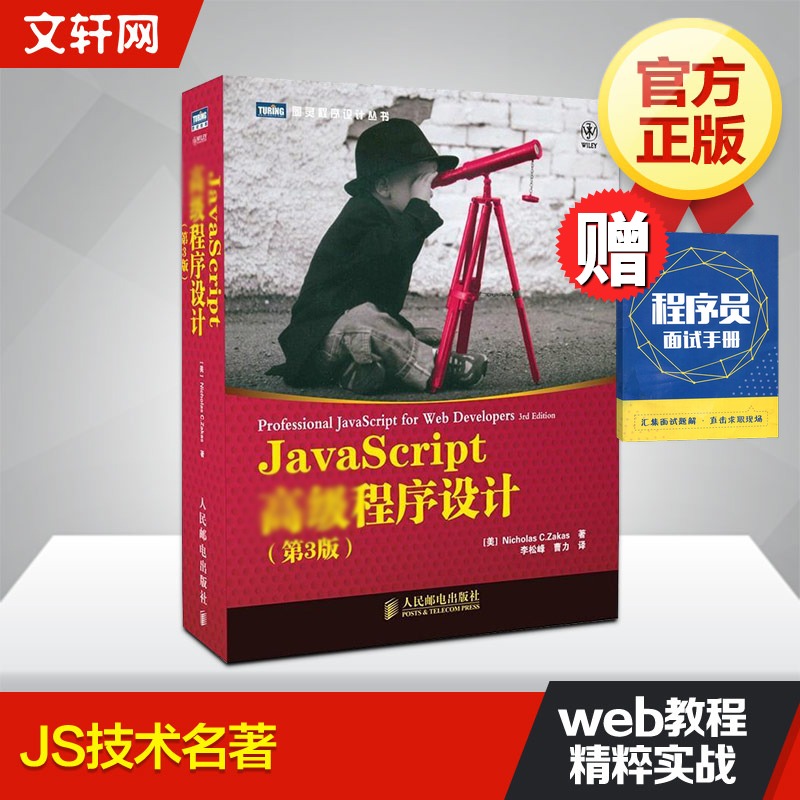 文轩网
官方
正版
TURING
图灵程序设计丛书
WILEY
赠
程序员
面试手册
汇集面试题解·直击求职现场
JavaScript
程序设计
(第3版)
[美] Nicholas C.Zakas 著
人民邮电出版社
Professional JavaScript for Web Developers 3rd Edition
JavaScript
程序设计
(第3版)
[美] Nicholas C.Zakas 著
李松峰 曹力 译
人民邮电出版社
POSTS & TELECOM PRESS
JS技术名著
web教程
精粹实战